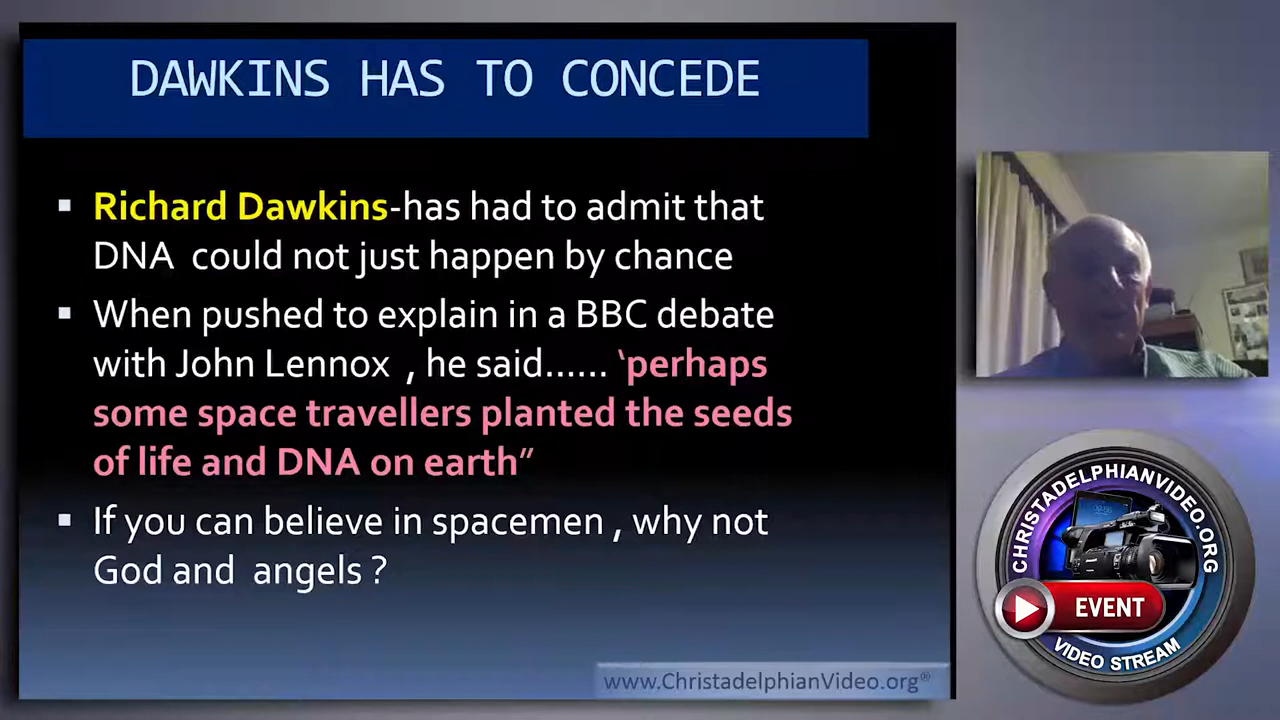 DAWKINS HAS TO CONCEDE
▪ Richard Dawkins-has had to admit that
DNA could not just happen by chance
▪ When pushed to explain in a BBC debate
with John Lennox , he said...... ‘perhaps
some space travellers planted the seeds
of life and DNA on earth”
▪ If you can believe in spacemen , why not
God and angels ?
www.ChristadelphianVideo.org®
CHRISTADELPHIANVIDEO.ORG
EVENT
VIDEO STREAM